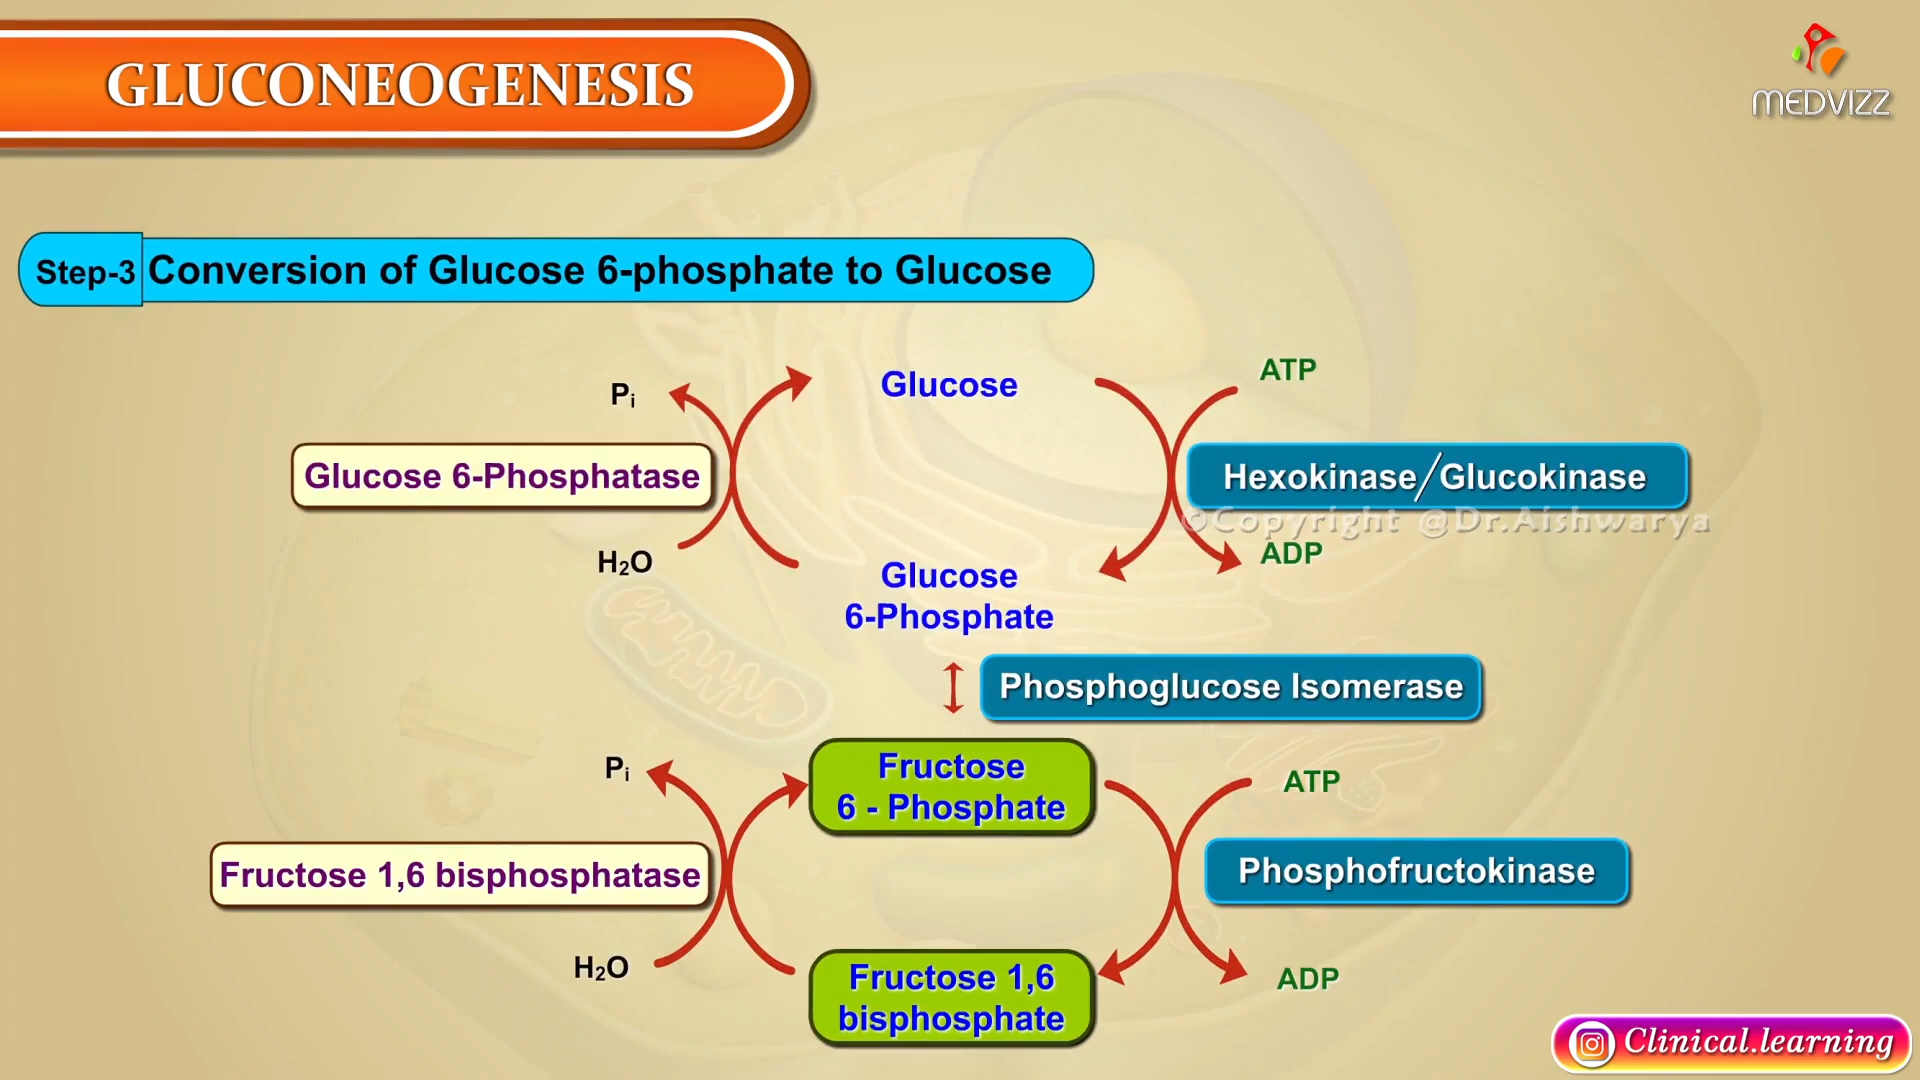 GLUCONEOGENESIS
MEDVIZZ
Step-3 Conversion of Glucose 6-phosphate to Glucose
Pi
Glucose
ATP
Glucose 6-Phosphatase
Hexokinase/Glucokinase
©Copyright @Dr.Aishwarya
H₂O
ADP
Glucose
6-Phosphate
Phosphoglucose Isomerase
Pi
Fructose
6 - Phosphate
ATP
Fructose 1,6 bisphosphatase
Phosphofructokinase
H₂O
Fructose 1,6
bisphosphate
ADP
Clinical.learning